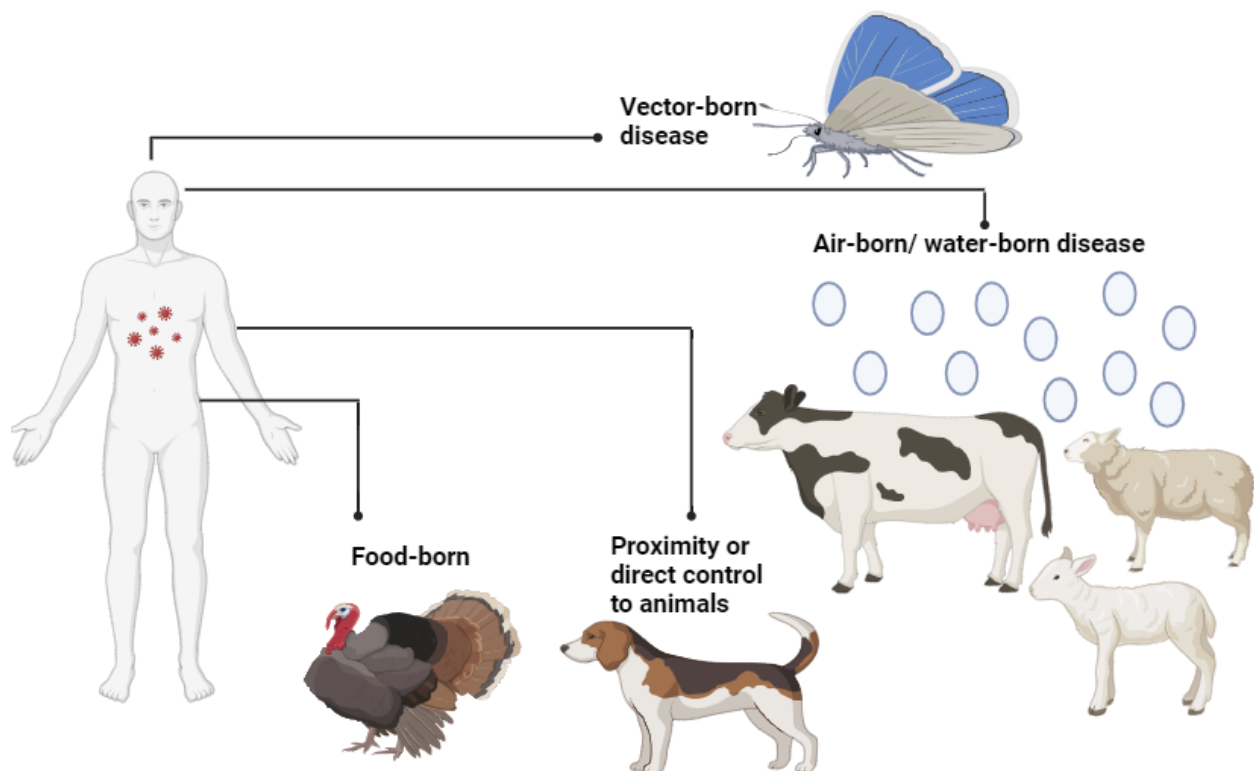 Vector-born
disease
Air-born/ water-born disease
Food-born
Proximity or
direct control
to animals